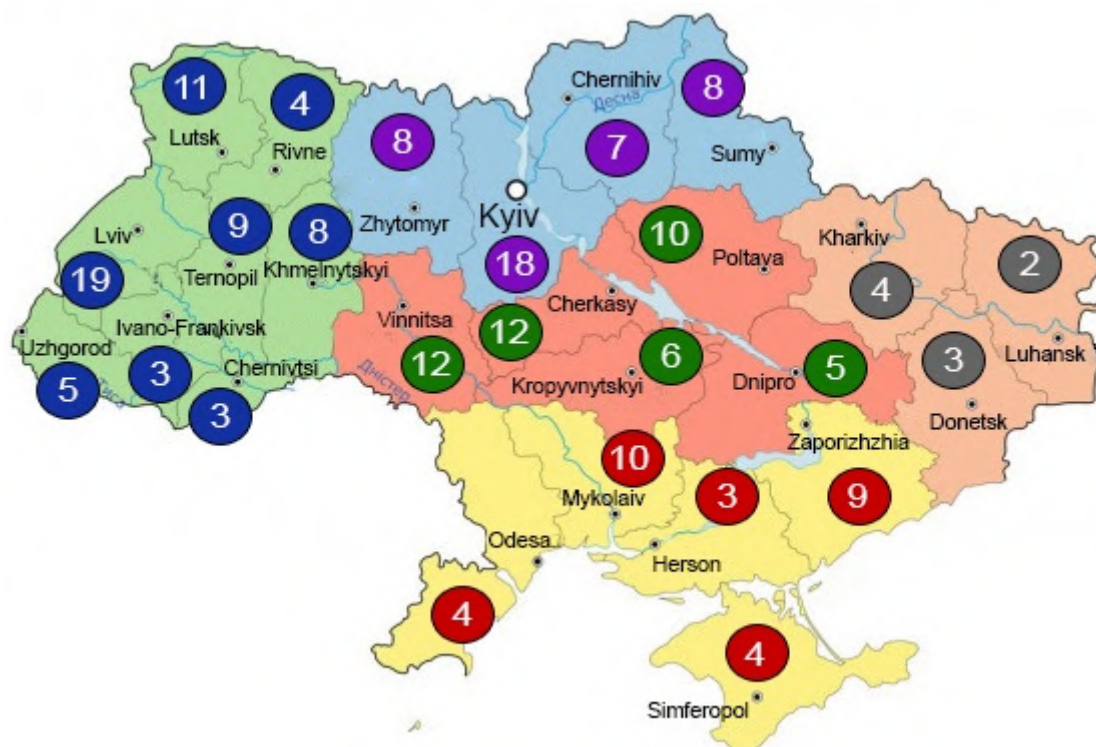 11
4
8
Chernihiv
Десна
8
7
Lutsk
Rivne
Sumy
Kyiv
Zhytomyr
9
8
10
Lviv
Ternopil
Khmelnytskyi
Kharkiv
Poltava
2
19
18
4
Cherkasy
Ivano-Frankivsk
Vinnitsa
12
Uzhgorod
5
3
Тиса
3
Chernivtsi
Дністер
12
Kropyvnytskyi
6
Dnipro
5
3
Luhansk
Donetsk
Zaporizhzhia
10
3
9
Mykolaiv
Odesa
Herson
4
4
Simferopol